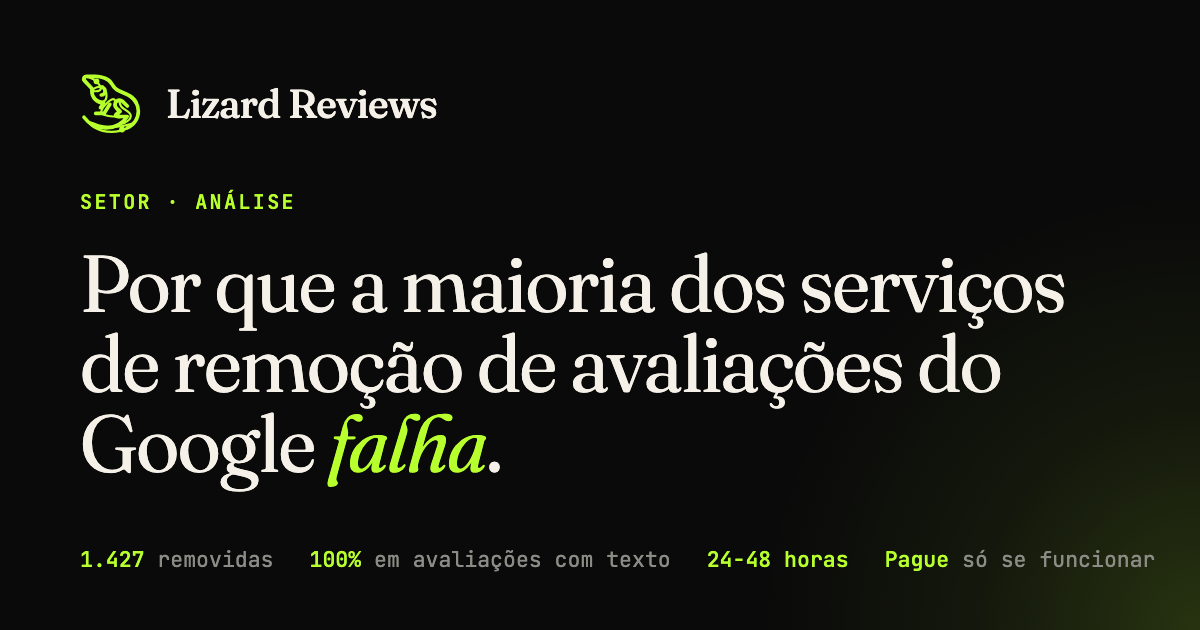 Lizard Reviews
SETOR · ANÁLISE
Por que a maioria dos serviços
de remoção de avaliações do
Google falha.
1.427 removidas 100% em avaliações com texto 24-48 horas Pague só se funcionar